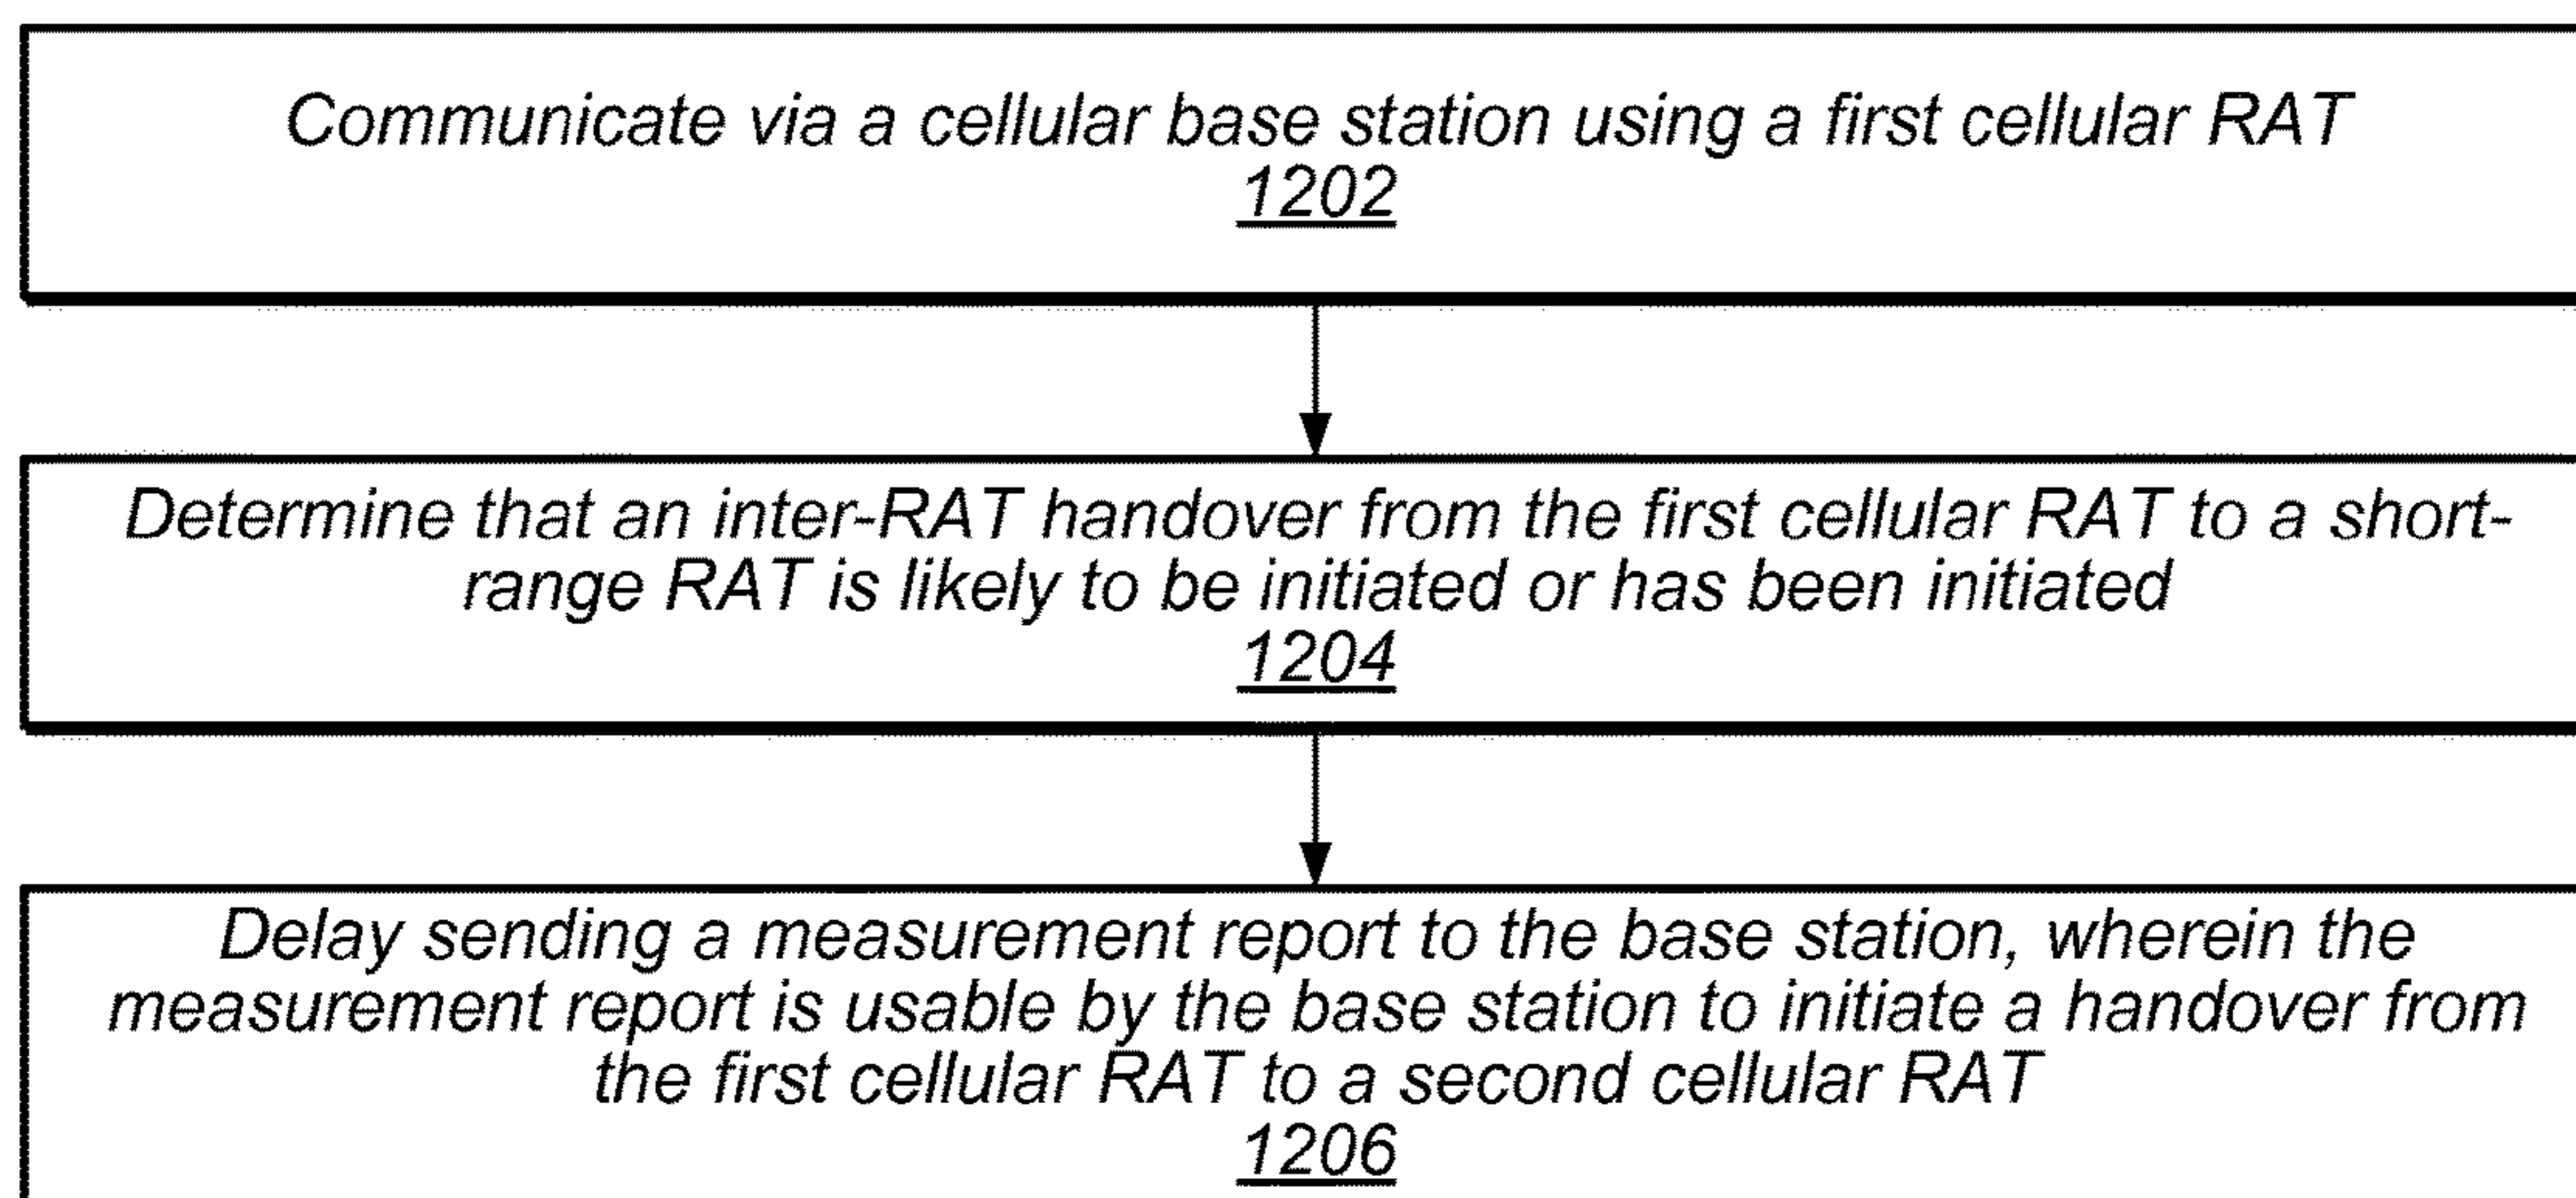 Communicate via a cellular base station using a first cellular RAT
1202
Determine that an inter-RAT handover from the first cellular RAT to a short-
range RAT is likely to be initiated or has been initiated
1204
Delay sending a measurement report to the base station, wherein the
measurement report is usable by the base station to initiate a handover from
the first cellular RAT to a second cellular RAT
1206